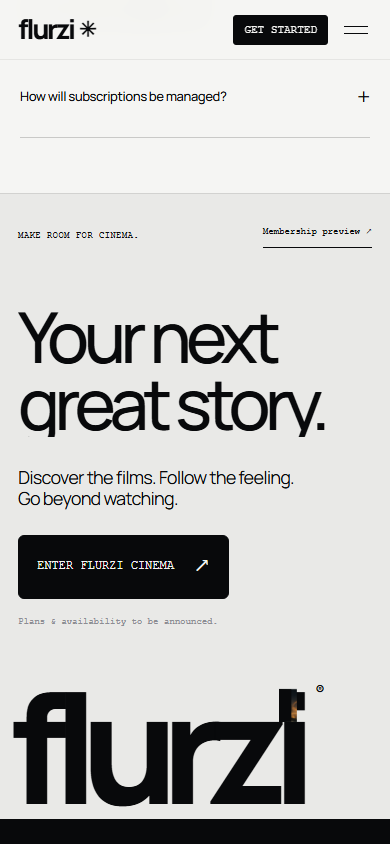 flurzi
GET STARTED
How will subscriptions be managed?
MAKE ROOM FOR CINEMA.
Membership preview ↗
Your next
great story.
Discover the films. Follow the feeling.
Go beyond watching.
ENTER FLURZI CINEMA ↗
Plans & availability to be announced.
flurzi